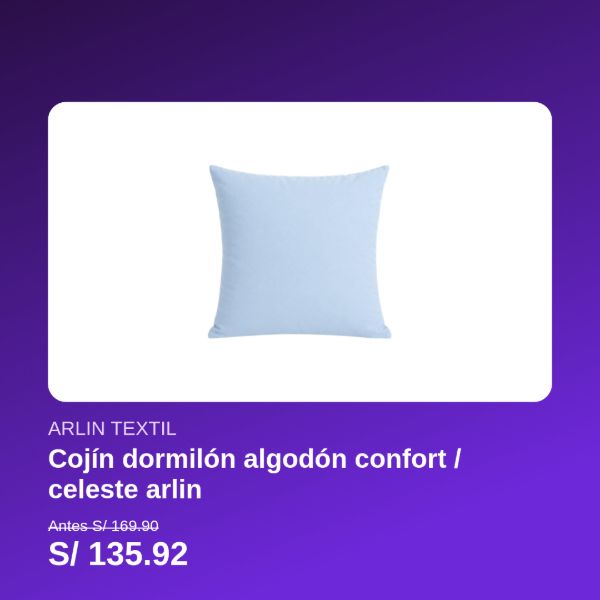 ARLIN TEXTIL
Cojín dormilón algodón confort /
celeste arlin
Antes S/ 169.90
S/ 135.92